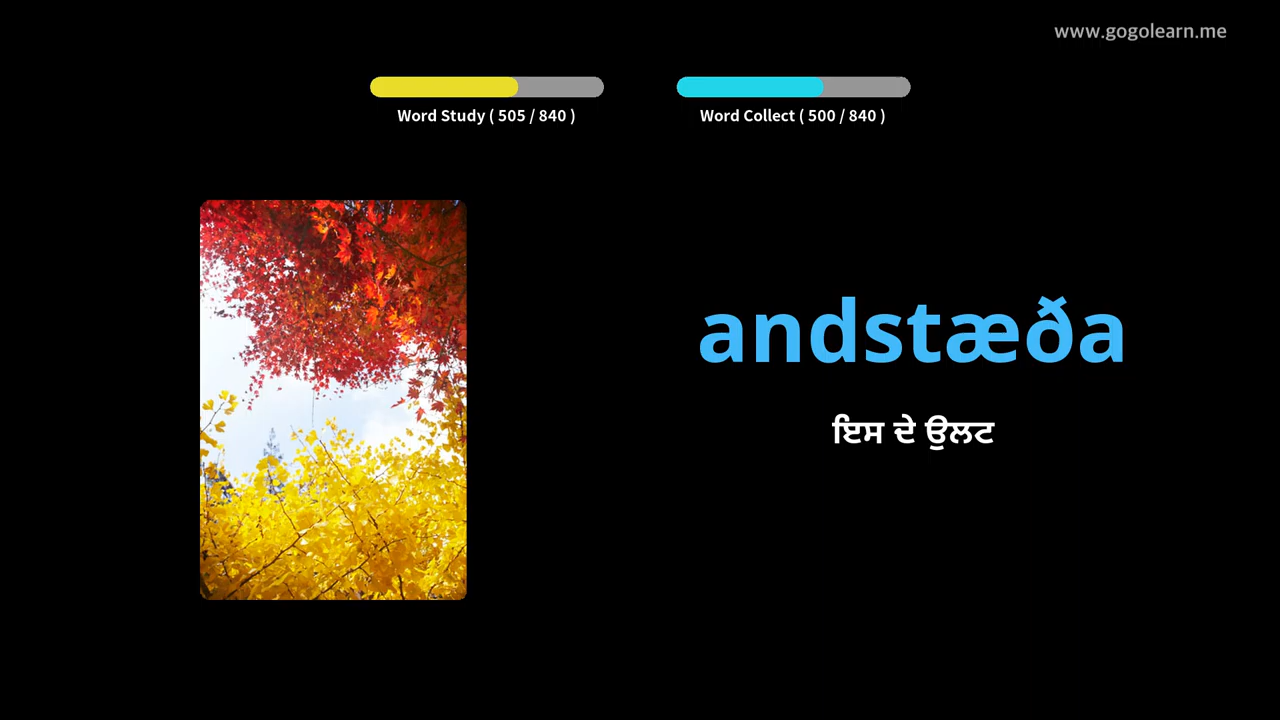 www.gogolearn.me
Word Study ( 505 / 840 )
Word Collect ( 500 / 840 )
andstæða
ਇਸ ਦੇ ਉਲਟ